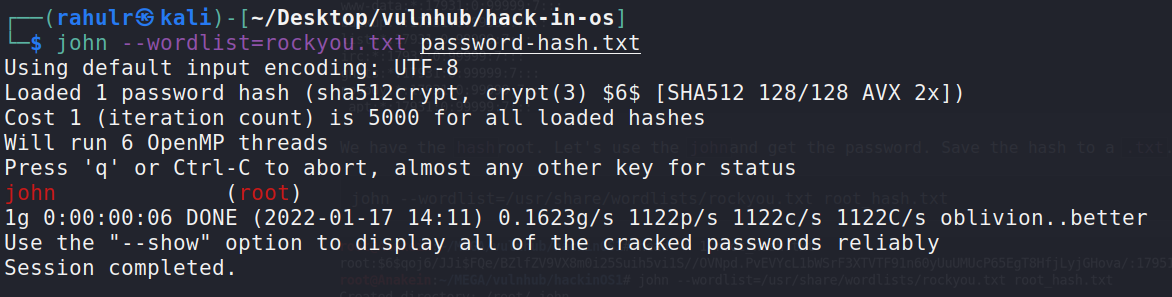 ┌──(rahulr㉿kali)-[~/Desktop/vulnhub/hack-in-os]
└─$ john --wordlist=rockyou.txt password-hash.txt
Using default input encoding: UTF-8
Loaded 1 password hash (sha512crypt, crypt(3) $6$ [SHA512 128/128 AVX 2x])
Cost 1 (iteration count) is 5000 for all loaded hashes
Will run 6 OpenMP threads
Press 'q' or Ctrl-C to abort, almost any other key for status
john             (root)
1g 0:00:00:06 DONE (2022-01-17 14:11) 0.1623g/s 1122p/s 1122c/s 1122C/s oblivion..better
Use the "--show" option to display all of the cracked passwords reliably
Session completed.